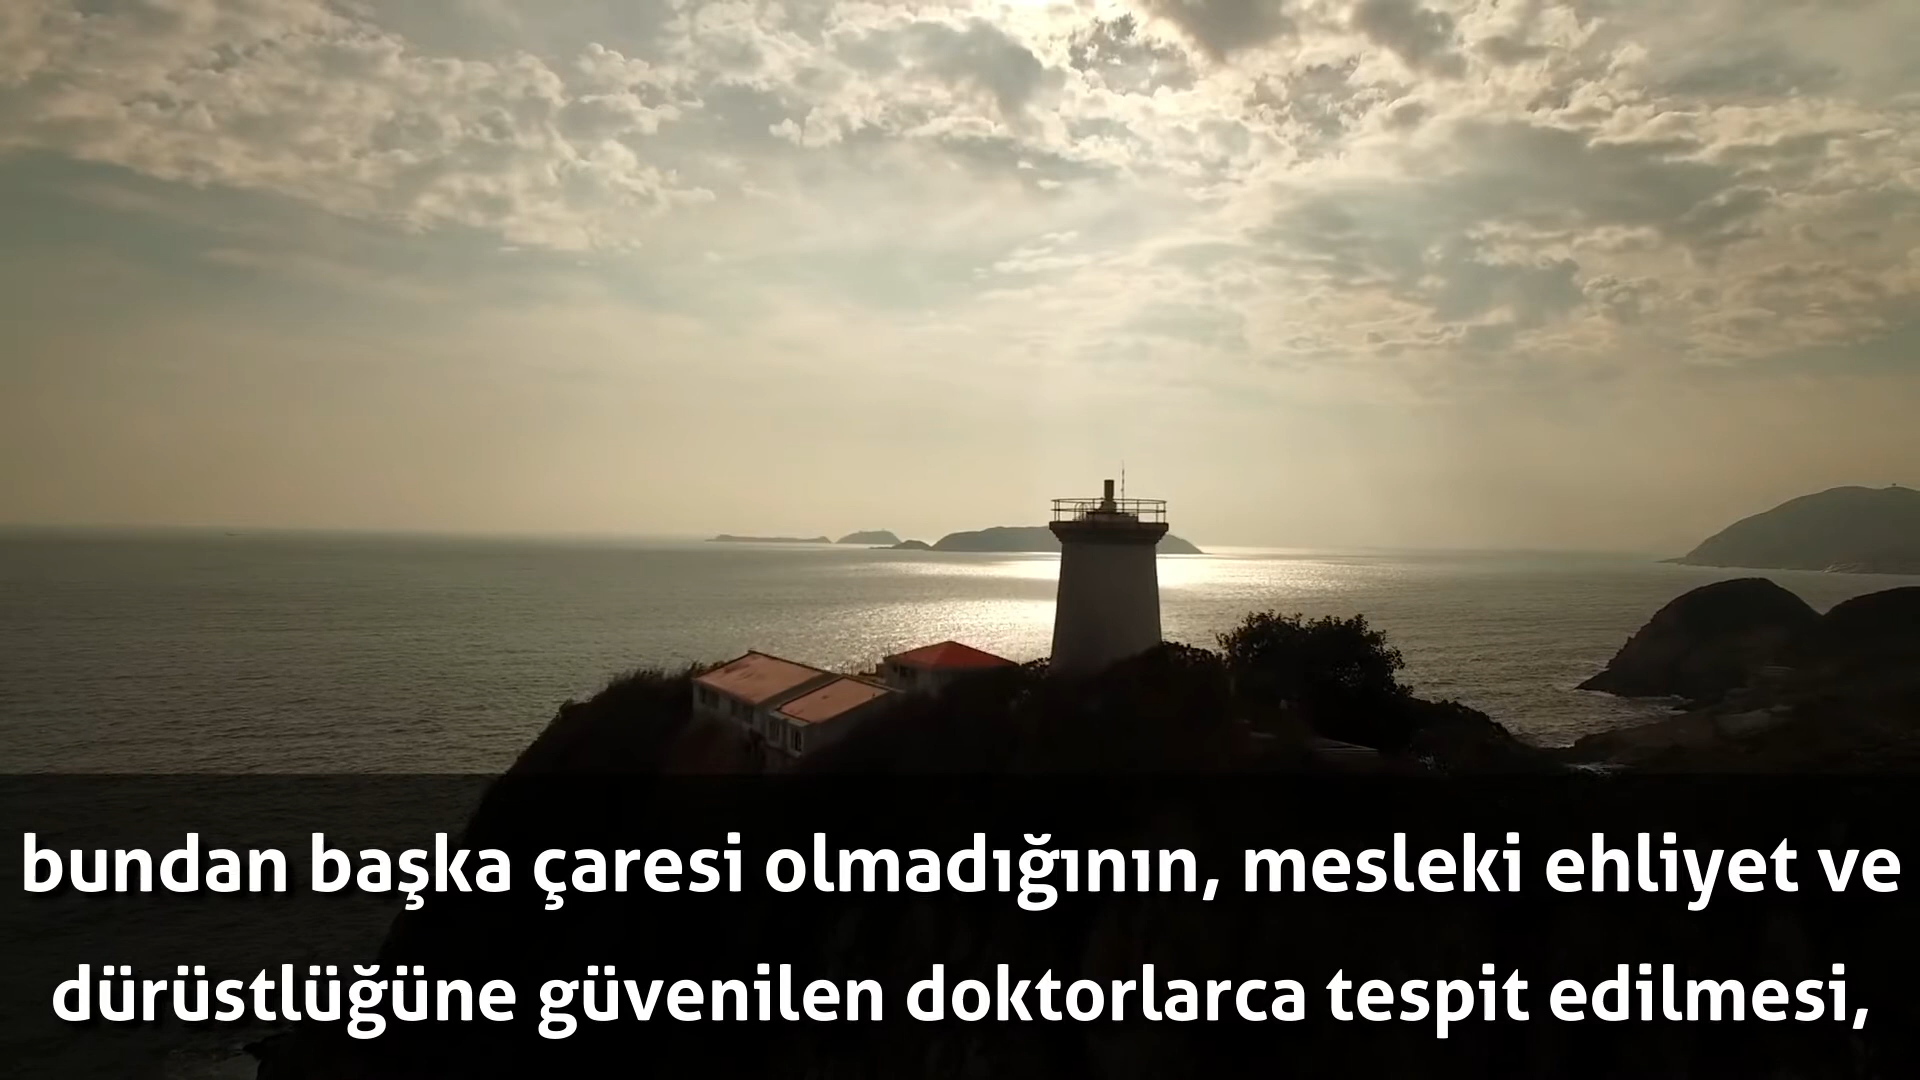 bundan başka çaresi olmadığının, mesleki ehliyet ve
dürüstlüğüne güvenilen doktorlarca tespit edilmesi,